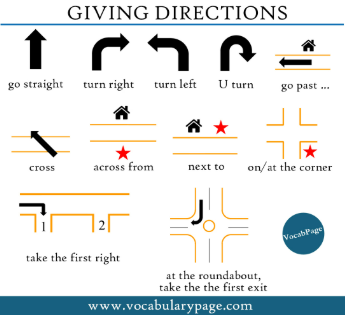 GIVING DIRECTIONS
go straight
turn right
turn left
U turn
go past ...
cross
across from
next to
on/at the corner
1
2
take the first right
at the roundabout,
take the the first exit
VocabPage
www.vocabularypage.com